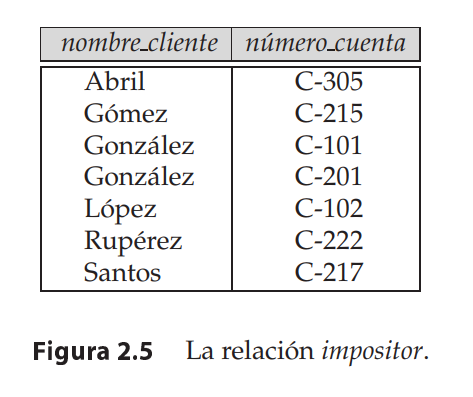 nombre_cliente número_cuenta
Abril C-305
Gómez C-215
González C-101
González C-201
López C-102
Rupérez C-222
Santos C-217
Figura 2.5 La relación impositor.